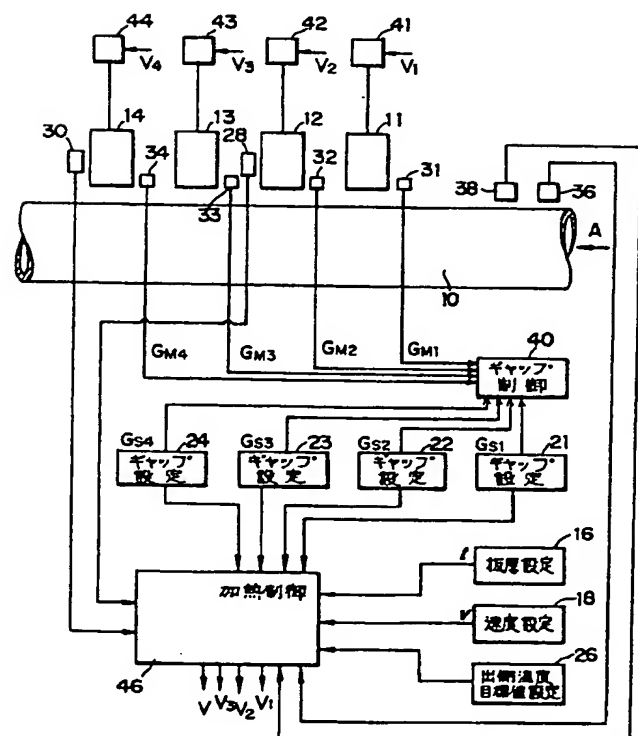 44
43
42
41
V4
V3
V2
V1
30
14
34
13
28
12
32
11
31
33
38
36
A
10
GM4
GM3
GM2
GM1
40
ギャップ
制御
GS4
24
GS3
23
GS2
22
GS1
21
ギャップ
設定
ギャップ
設定
ギャップ
設定
ギャップ
設定
16
板厚設定
加熱制御
18
v
速度設定
26
出側温度
目標値設定
46
V
V3
V2
V1